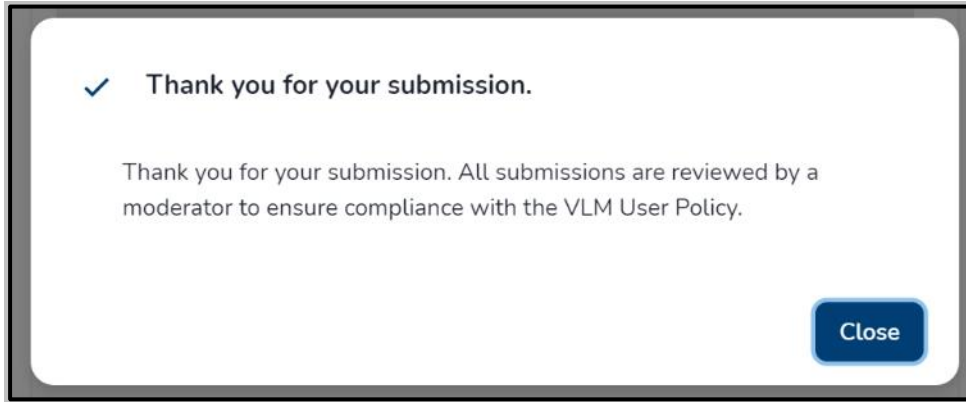 Thank you for your submission.
Thank you for your submission. All submissions are reviewed by a
moderator to ensure compliance with the VLM User Policy.
Close